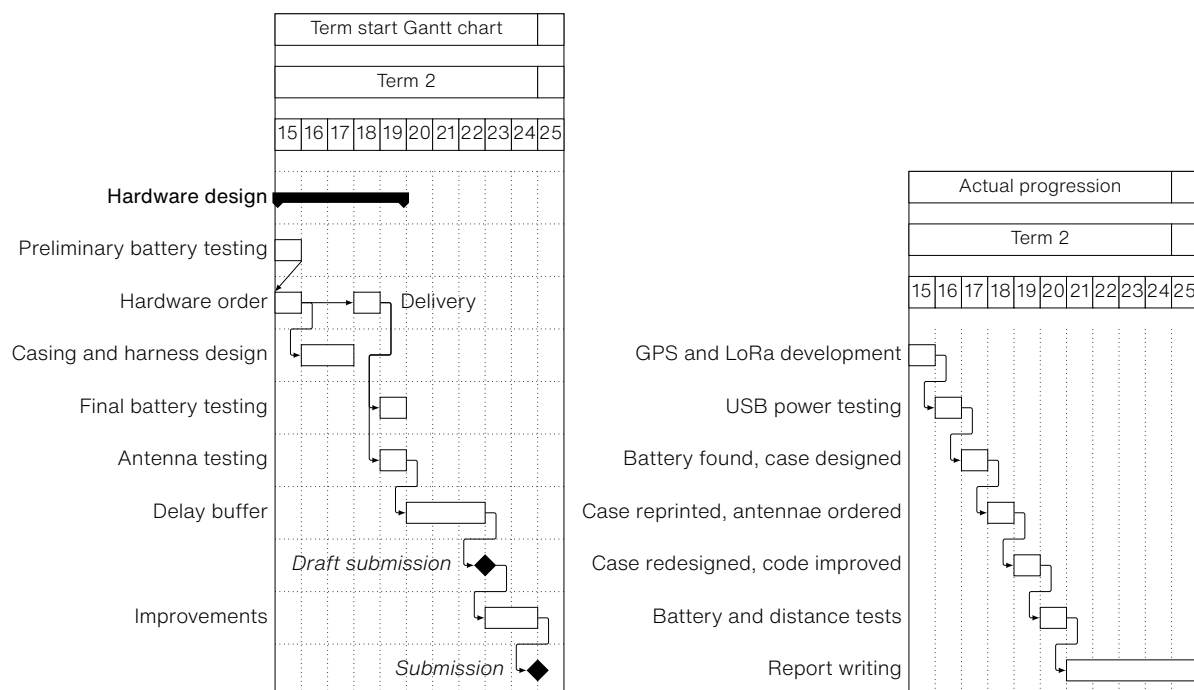 Term start Gantt chart
Term 2
15 16 17 18 19 20 21 22 23 24 25
Hardware design
Preliminary battery testing
Hardware order
Delivery
Casing and harness design
Final battery testing
Antenna testing
Delay buffer
Draft submission
Improvements
Submission
Actual progression
Term 2
15 16 17 18 19 20 21 22 23 24 25
GPS and LoRa development
USB power testing
Battery found, case designed
Case reprinted, antennae ordered
Case redesigned, code improved
Battery and distance tests
Report writing